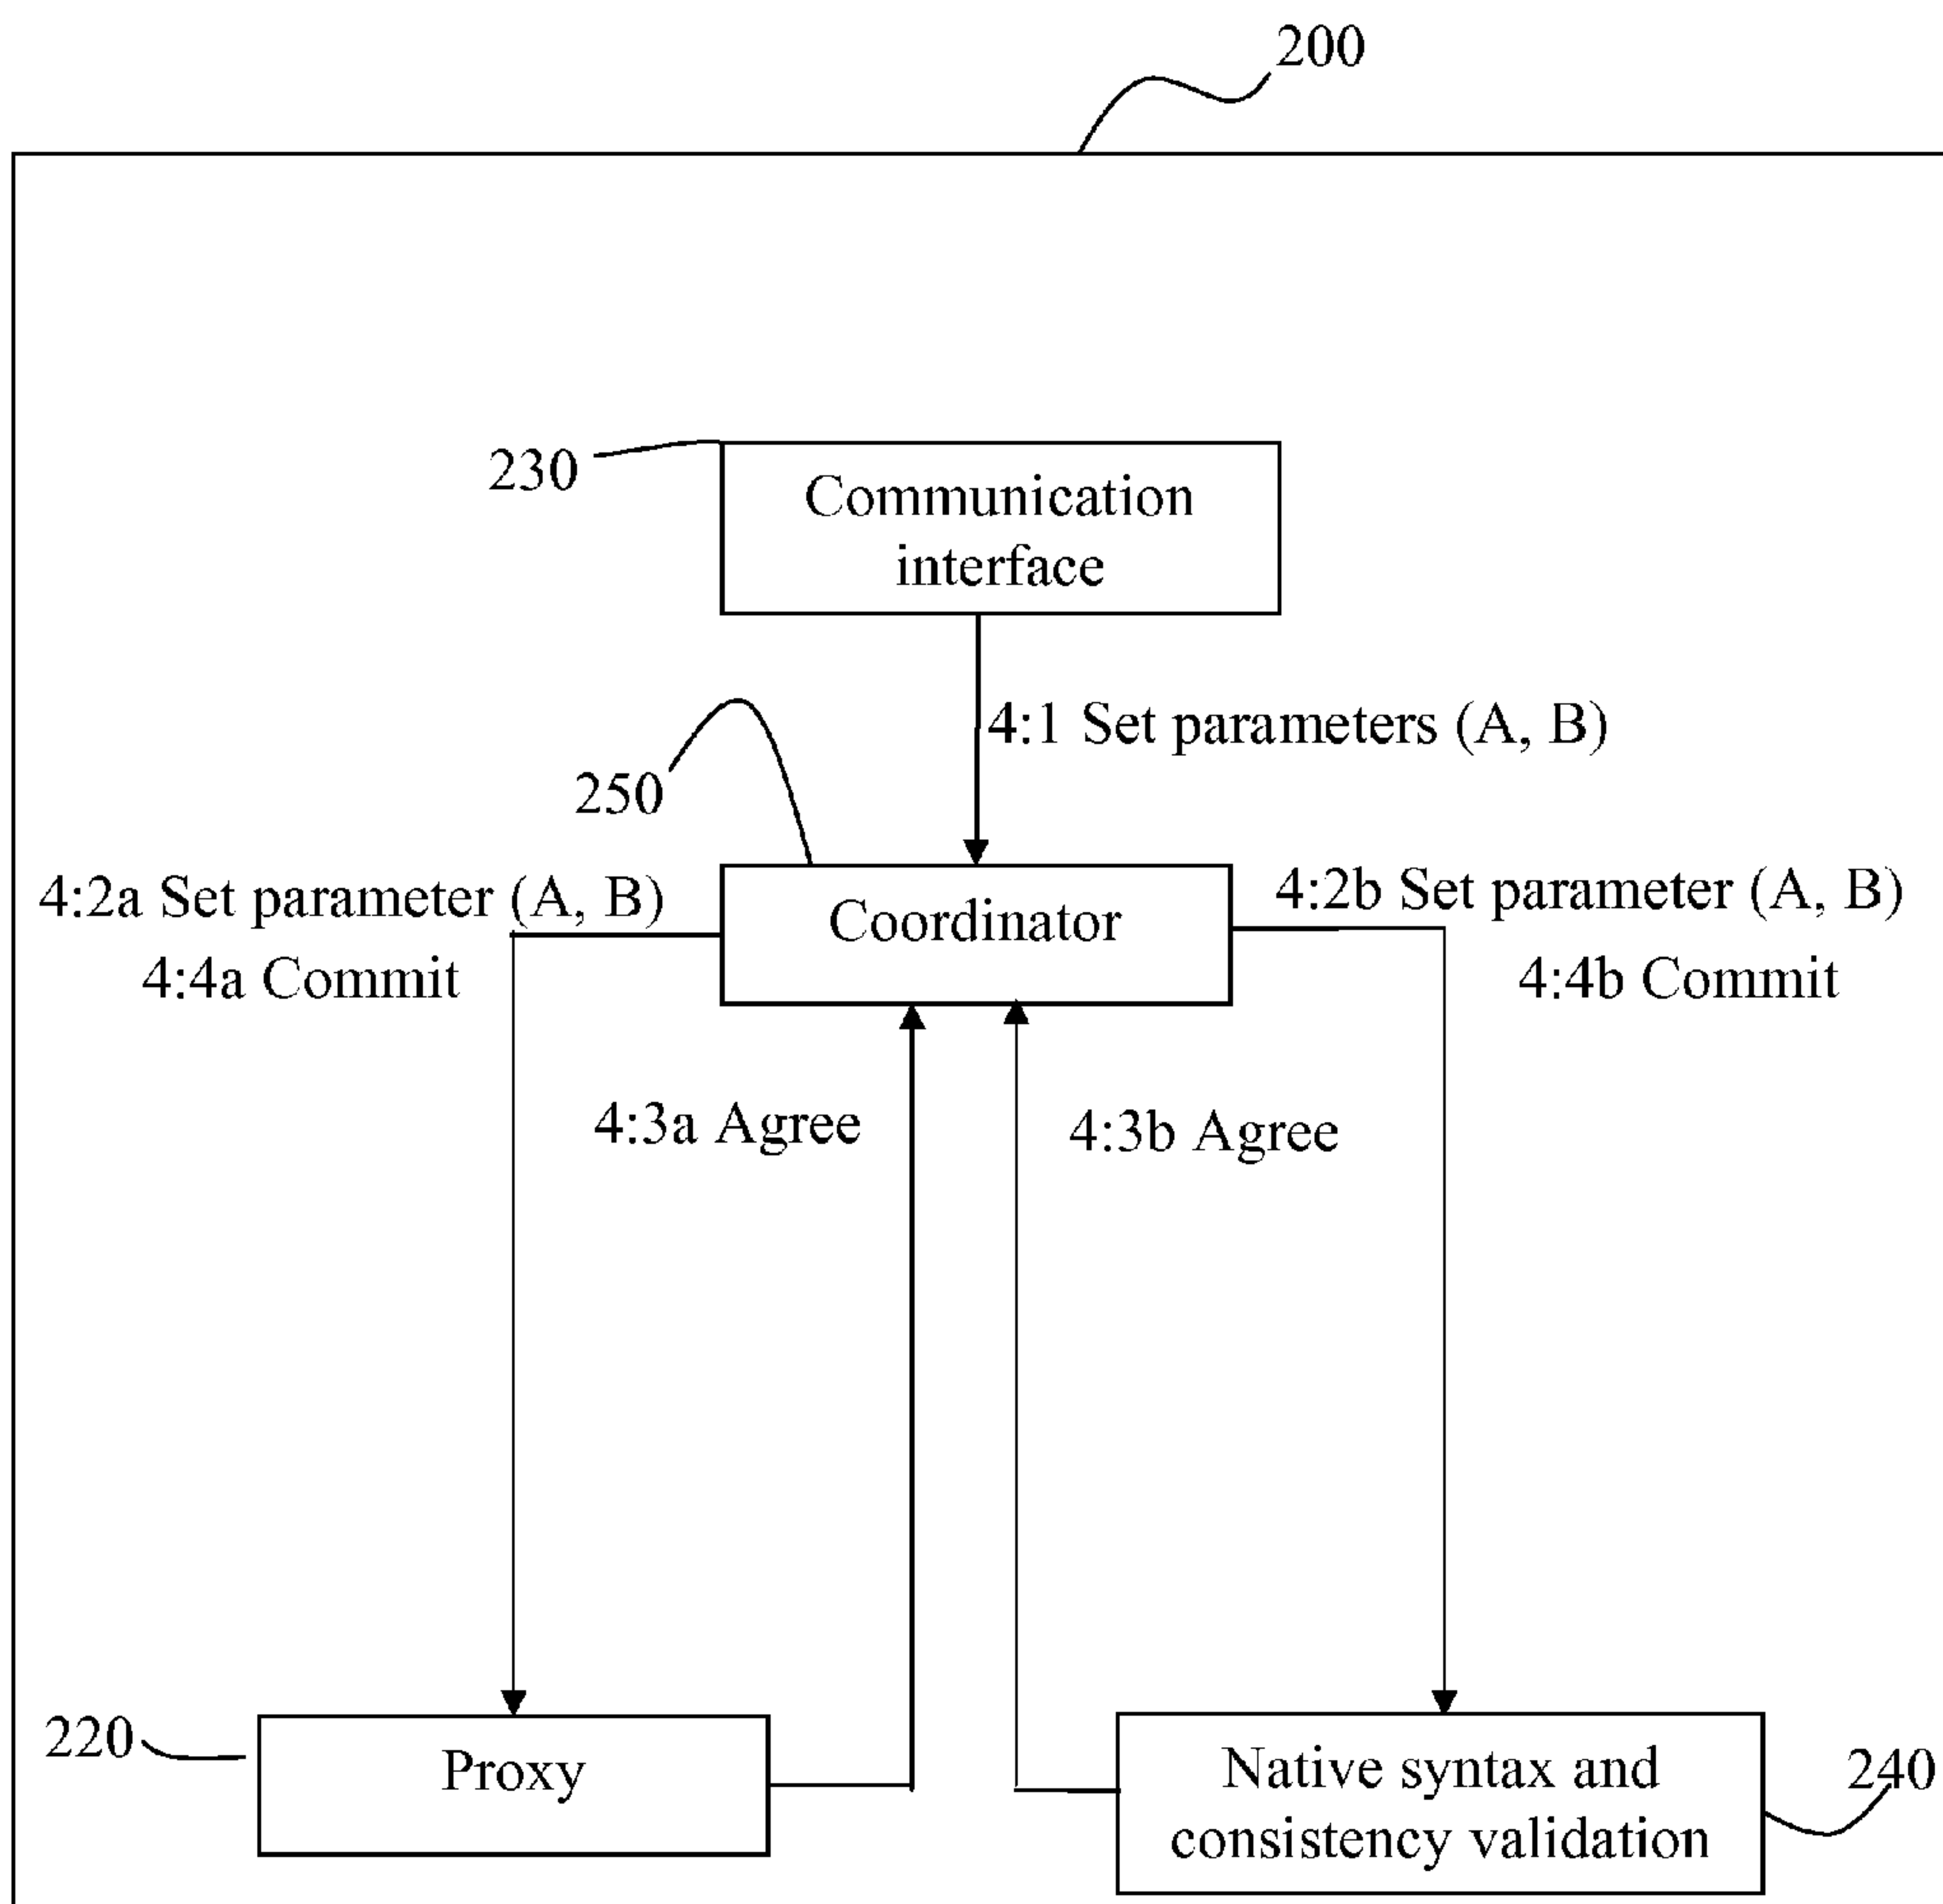 200
230
Communication
interface
4:1 Set parameters (A, B)
250
4:2a Set parameter (A, B)
4:4a Commit
Coordinator
4:2b Set parameter (A, B)
4:4b Commit
4:3a Agree
4:3b Agree
220
Proxy
Native syntax and
consistency validation
240